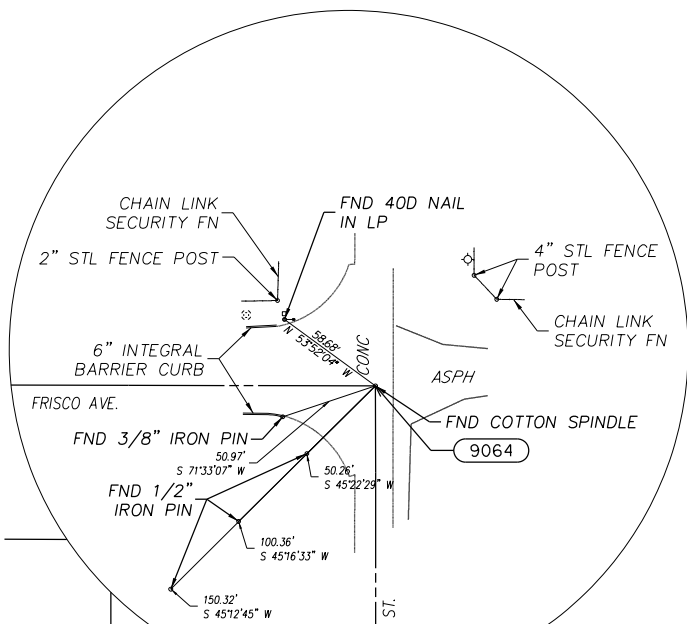 CHAIN LINK
SECURITY FN
FND 40D NAIL
IN LP
2" STL FENCE POST
4" STL FENCE
POST
CHAIN LINK
SECURITY FN
58.68'
N 53°52'04" W
CONC
6" INTEGRAL
BARRIER CURB
ASPH
FRISCO AVE.
FND COTTON SPINDLE
9064
FND 3/8" IRON PIN
50.97'
S 71°33'07" W
50.26'
S 45°22'29" W
FND 1/2"
IRON PIN
100.36'
S 45°16'33" W
150.32'
S 45°12'45" W
ST.